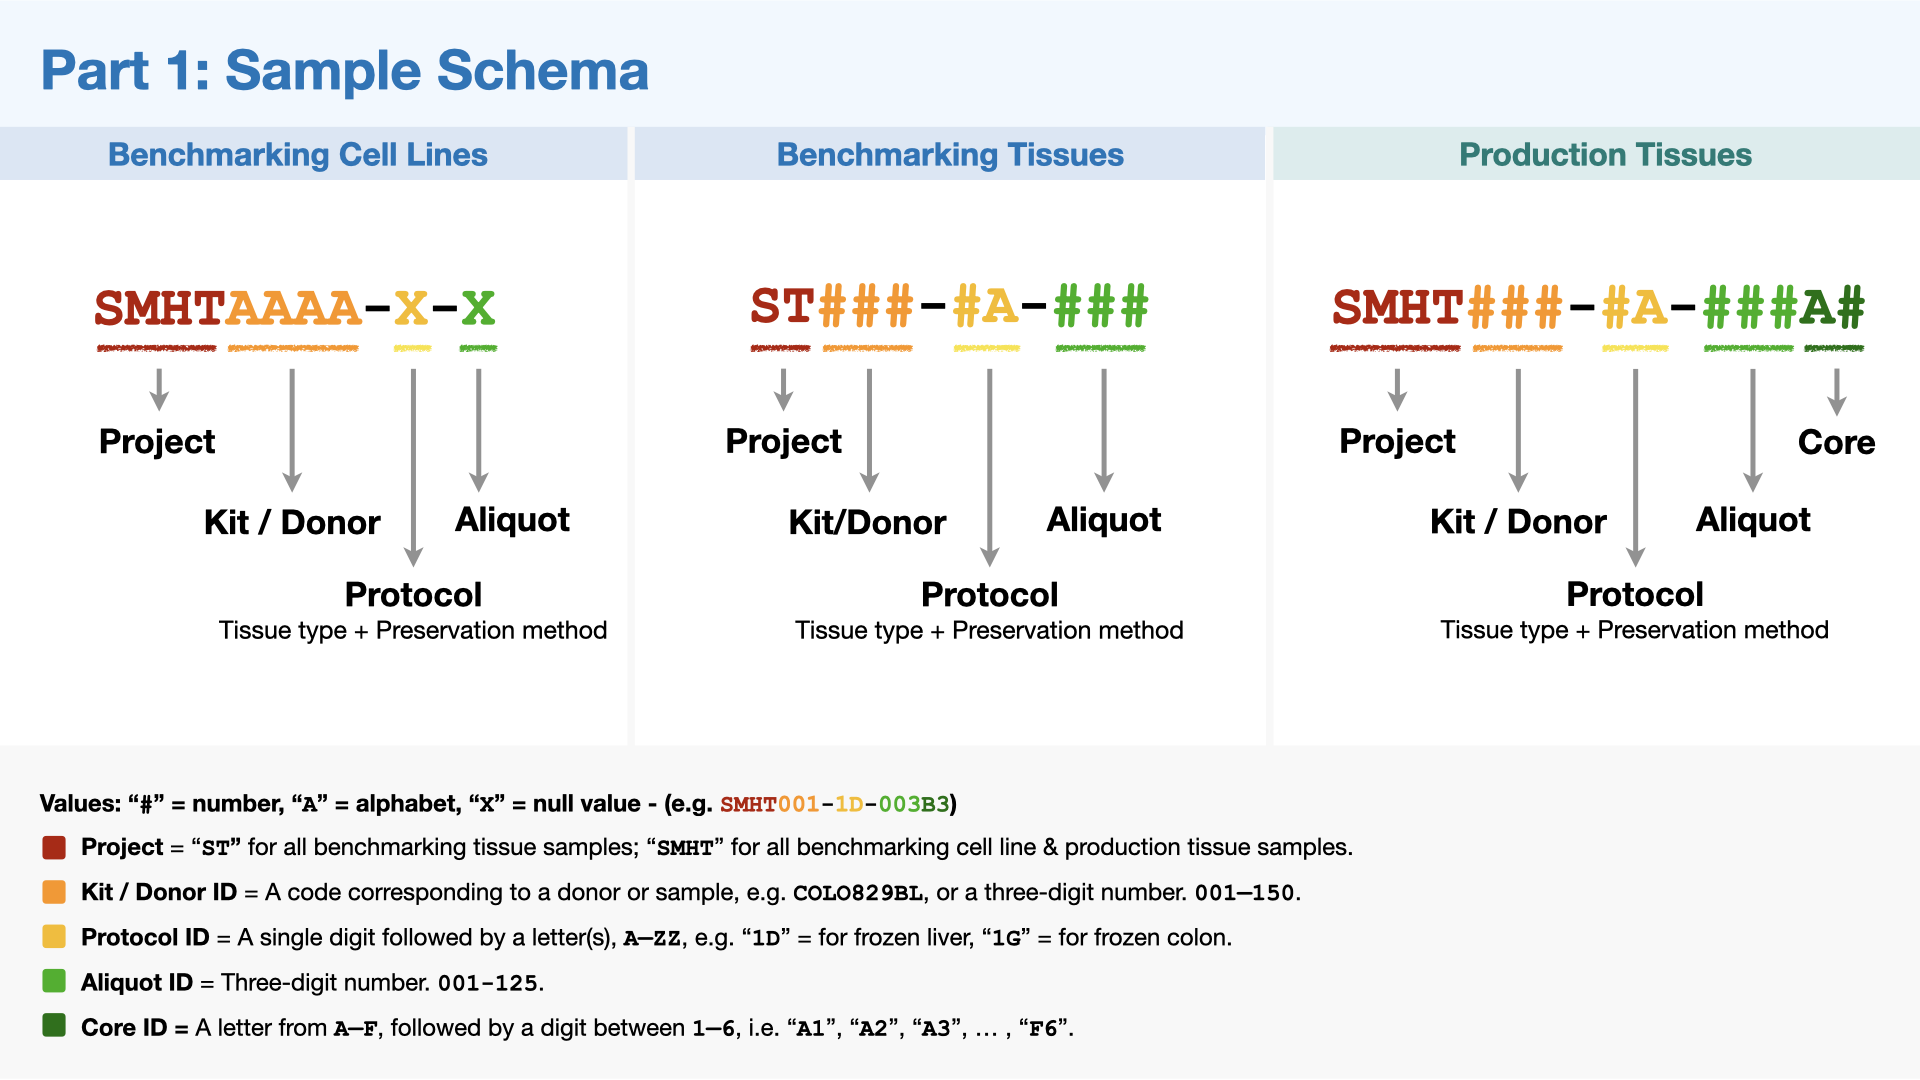 Part 1: Sample Schema
Benchmarking Cell Lines
SMHTAAAA-X-X
Project
Kit / Donor
Aliquot
Protocol
Tissue type + Preservation method
Benchmarking Tissues
ST###-#A-###
Project
Kit/Donor
Aliquot
Protocol
Tissue type + Preservation method
Production Tissues
SMHT###-#A-###A#
Project
Core
Kit / Donor
Aliquot
Protocol
Tissue type + Preservation method
Values: “#” = number, “A” = alphabet, “X” = null value - (e.g. SMHT001-1D-003B3)
Project = “ST” for all benchmarking tissue samples; “SMHT” for all benchmarking cell line & production tissue samples.
Kit / Donor ID = A code corresponding to a donor or sample, e.g. COLO829BL, or a three-digit number. 001–150.
Protocol ID = A single digit followed by a letter(s), A–ZZ, e.g. “1D” = for frozen liver, “1G” = for frozen colon.
Aliquot ID = Three-digit number. 001-125.
Core ID = A letter from A–F, followed by a digit between 1–6, i.e. “A1”, “A2”, “A3”, … , “F6”.